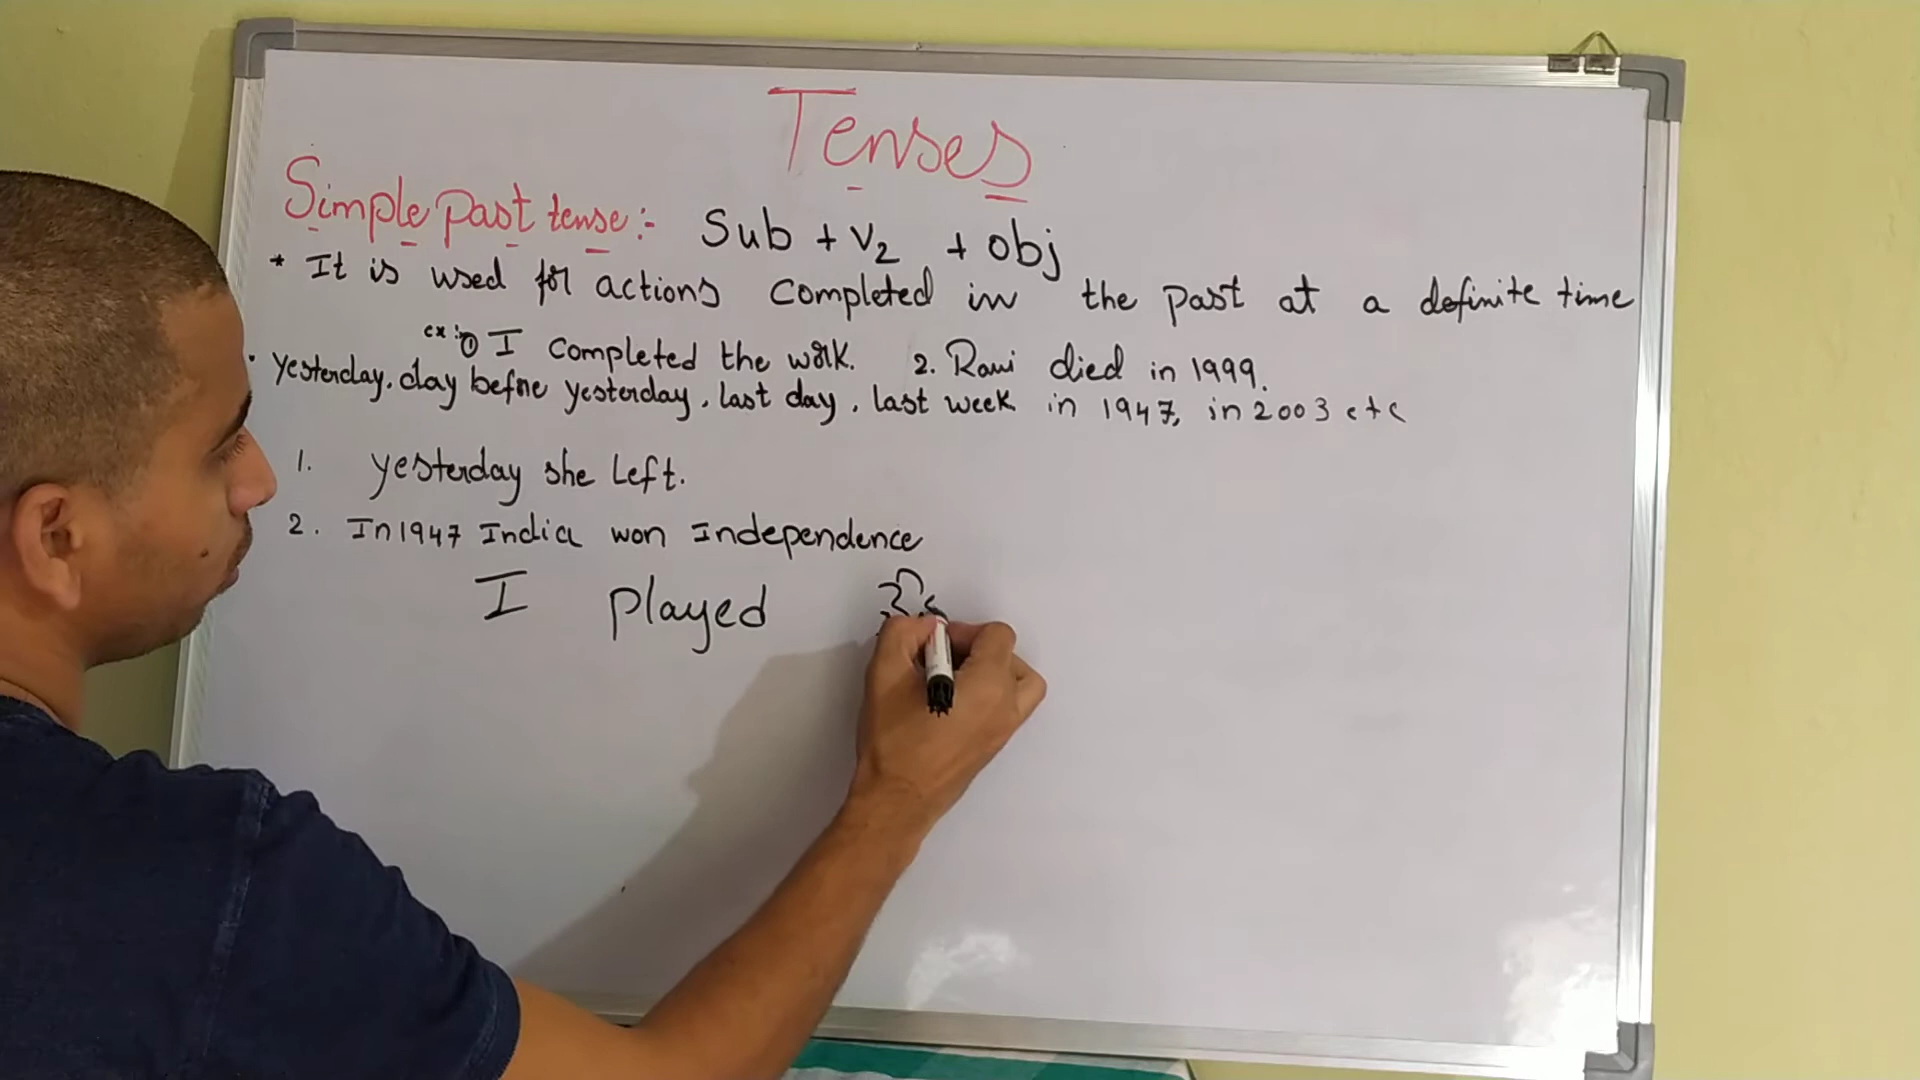 Tenses
Simple past tense :- Sub + V2 + obj
* It is used for actions completed in the past at a definite time
ex: ① I completed the work. 2. Ravi died in 1999.
• yesterday, day before yesterday, last day, last week in 1947, in 2003 etc
1. yesterday she Left.
2. In 1947 India won Independence
I played